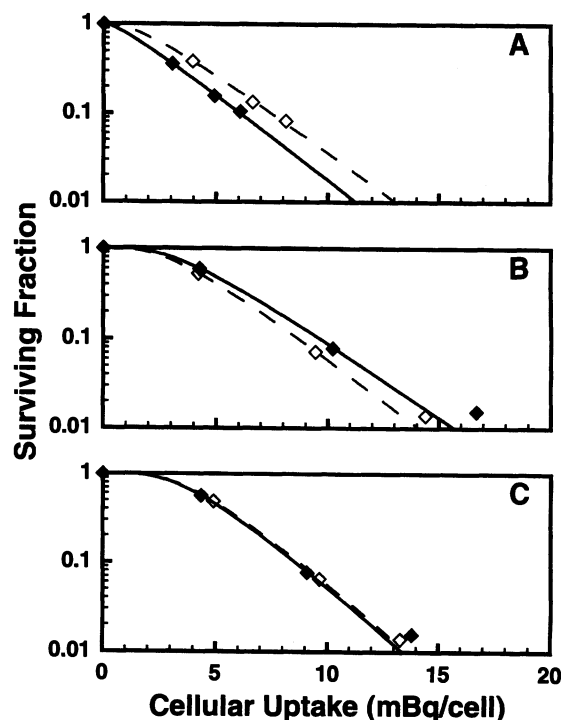 1
0.1
0.01
A
1
0.1
0.01
B
1
0.1
0.01
C
Surviving Fraction
0 5 10 15 20
Cellular Uptake (mBq/cell)